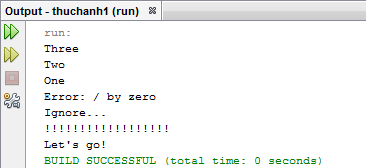 Output - thuchanh1 (run)
run:
Three
Two
One
Error: / by zero
Ignore...
!!!!!!!!!!!!!!!!!!
Let's go!
BUILD SUCCESSFUL (total time: 0 seconds)